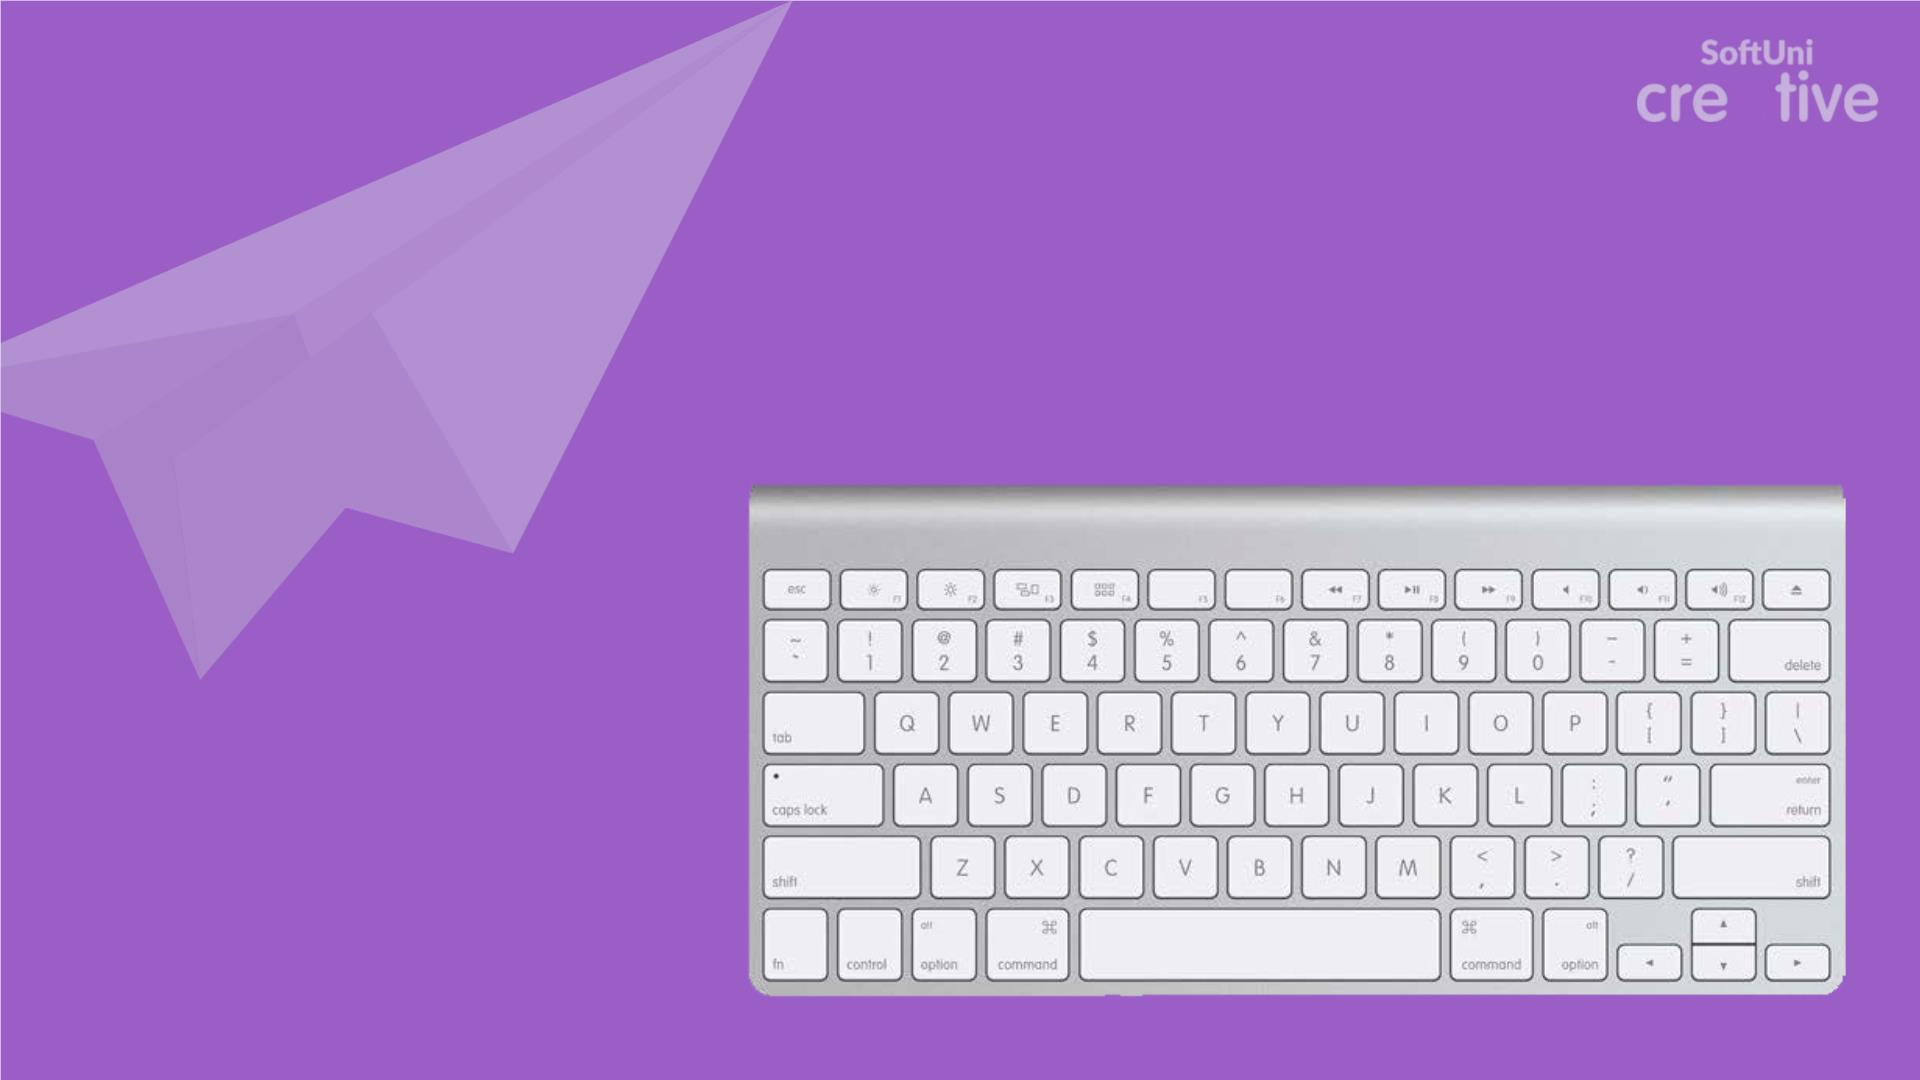 SoftUni
cre tive
esc F1 F2 F3 F4 F5 F6 F7 F8 F9 F10 F11 F12
~ ! @ # $ % ^ & * ( ) – +
` 1 2 3 4 5 6 7 8 9 0 - = delete
tab Q W E R T Y U I O P { [ } ] | \
caps lock A S D F G H J K L : ; " ' enter return
shift Z X C V B N M < , > . ? / shift
fn control alt option ⌘ command ⌘ command alt option